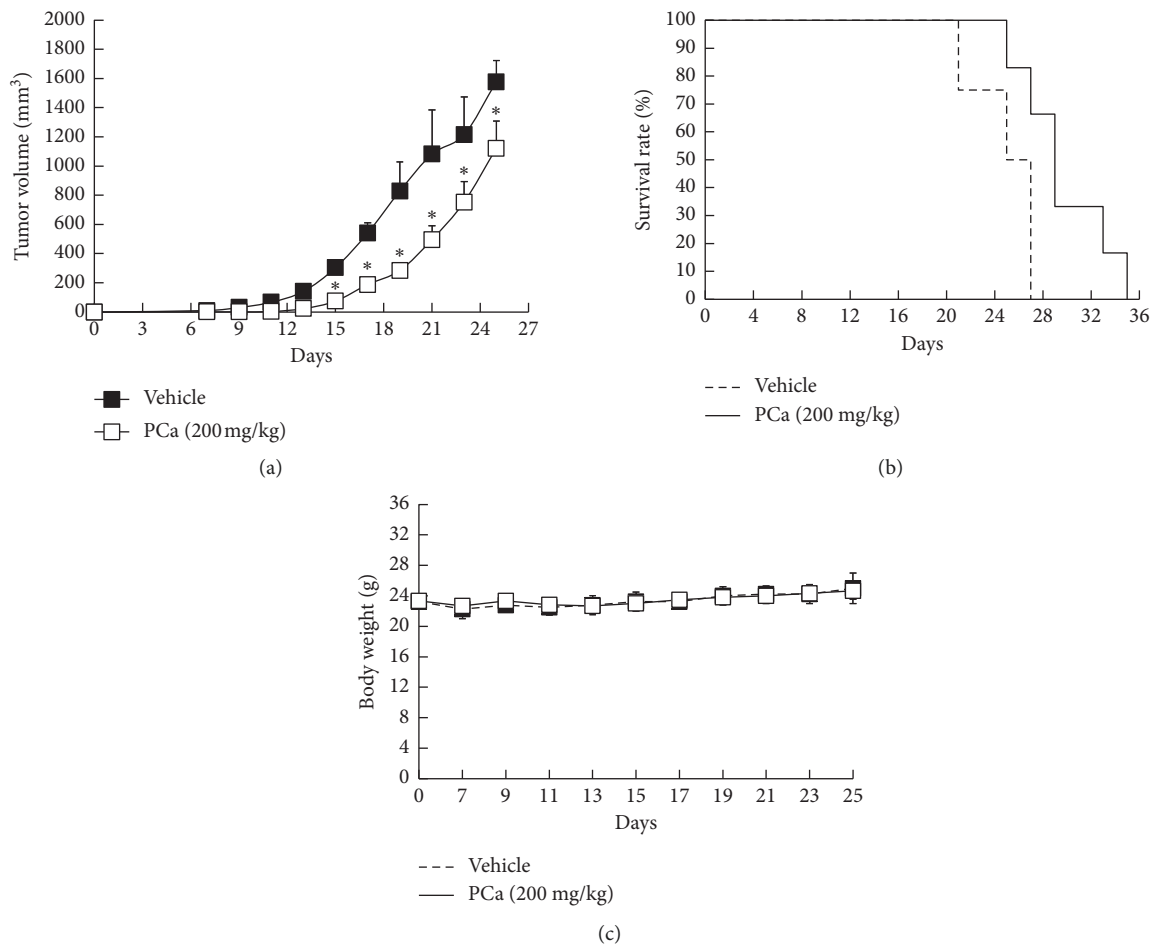 2000
1800
1600
1400
1200
1000
800
600
400
200
0
Tumor volume (mm³)
* * * * * *
0 3 6 9 12 15 18 21 24 27
Days
Vehicle
PCa (200 mg/kg)
(a)
100
90
80
70
60
50
40
30
20
10
0
Survival rate (%)
0 4 8 12 16 20 24 28 32 36
Days
Vehicle
PCa (200 mg/kg)
(b)
36
32
28
24
20
16
12
8
4
0
Body weight (g)
0 7 9 11 13 15 17 19 21 23 25
Days
Vehicle
PCa (200 mg/kg)
(c)